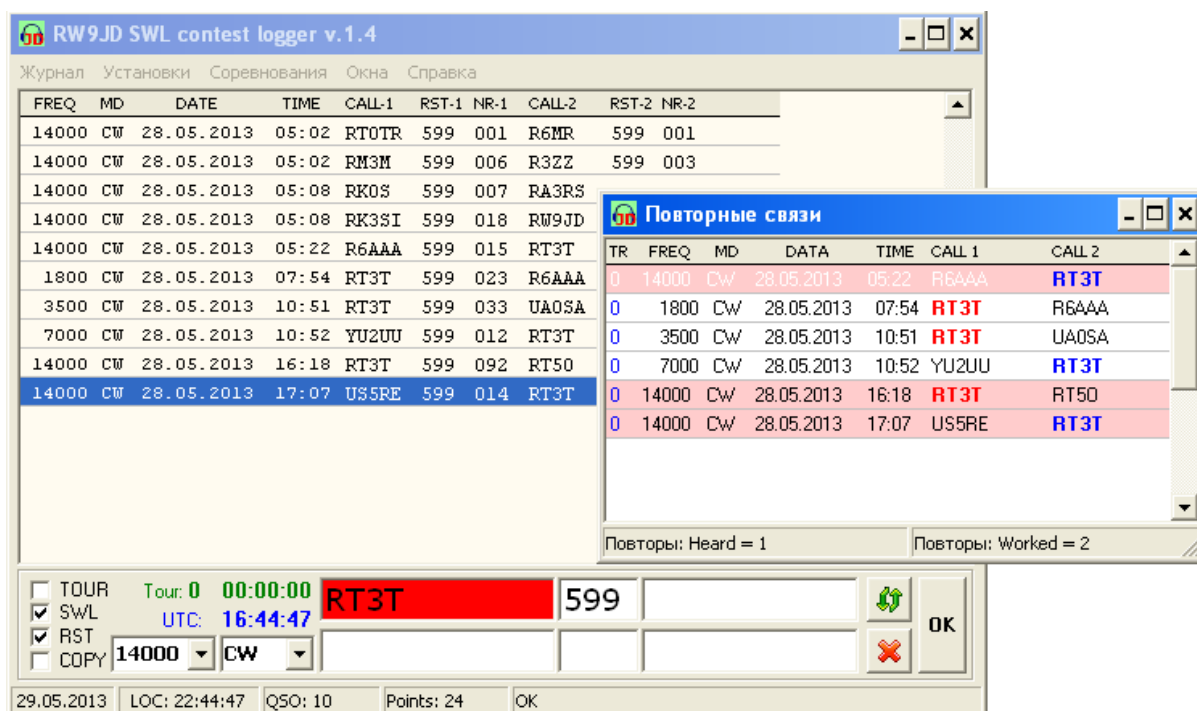 RW9JD SWL contest logger v.1.4
Журнал Установки Соревнования Окна Справка
FREQ MD DATE TIME CALL-1 RST-1 NR-1 CALL-2 RST-2 NR-2
14000 CW 28.05.2013 05:02 RT0TR 599 001 R6MR 599 001
14000 CW 28.05.2013 05:02 RM3M 599 006 R3ZZ 599 003
14000 CW 28.05.2013 05:08 RK0S 599 007 RA3RS
14000 CW 28.05.2013 05:08 RK3SI 599 018 RW9JD
14000 CW 28.05.2013 05:22 R6AAA 599 015 RT3T
1800 CW 28.05.2013 07:54 RT3T 599 023 R6AAA
3500 CW 28.05.2013 10:51 RT3T 599 033 UA0SA
7000 CW 28.05.2013 10:52 YU2UU 599 012 RT3T
14000 CW 28.05.2013 16:18 RT3T 599 092 RT5O
14000 CW 28.05.2013 17:07 US5RE 599 014 RT3T
Повторные связи
TR FREQ MD DATA TIME CALL 1 CALL 2
0 14000 CW 28.05.2013 05:22 R6AAA RT3T
0 1800 CW 28.05.2013 07:54 RT3T R6AAA
0 3500 CW 28.05.2013 10:51 RT3T UA0SA
0 7000 CW 28.05.2013 10:52 YU2UU RT3T
0 14000 CW 28.05.2013 16:18 RT3T RT5O
0 14000 CW 28.05.2013 17:07 US5RE RT3T
Повторы: Heard = 1 Повторы: Worked = 2
TOUR Tour: 0 00:00:00 RT3T 599
SWL UTC: 16:44:47
RST OK
COPY 14000 CW
29.05.2013 LOC: 22:44:47 QSO: 10 Points: 24 OK